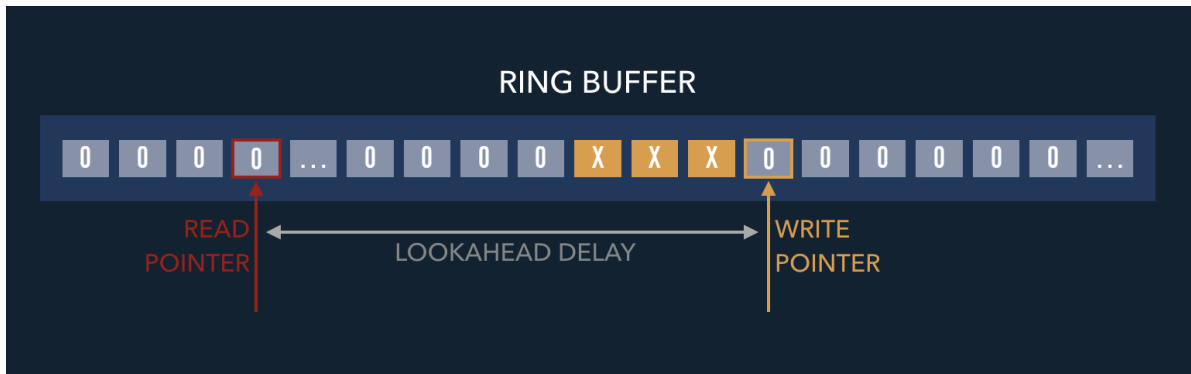 RING BUFFER
0 0 0 0 ... 0 0 0 0 X X X 0 0 0 0 0 0 ...
READ
POINTER
LOOKAHEAD DELAY
WRITE
POINTER